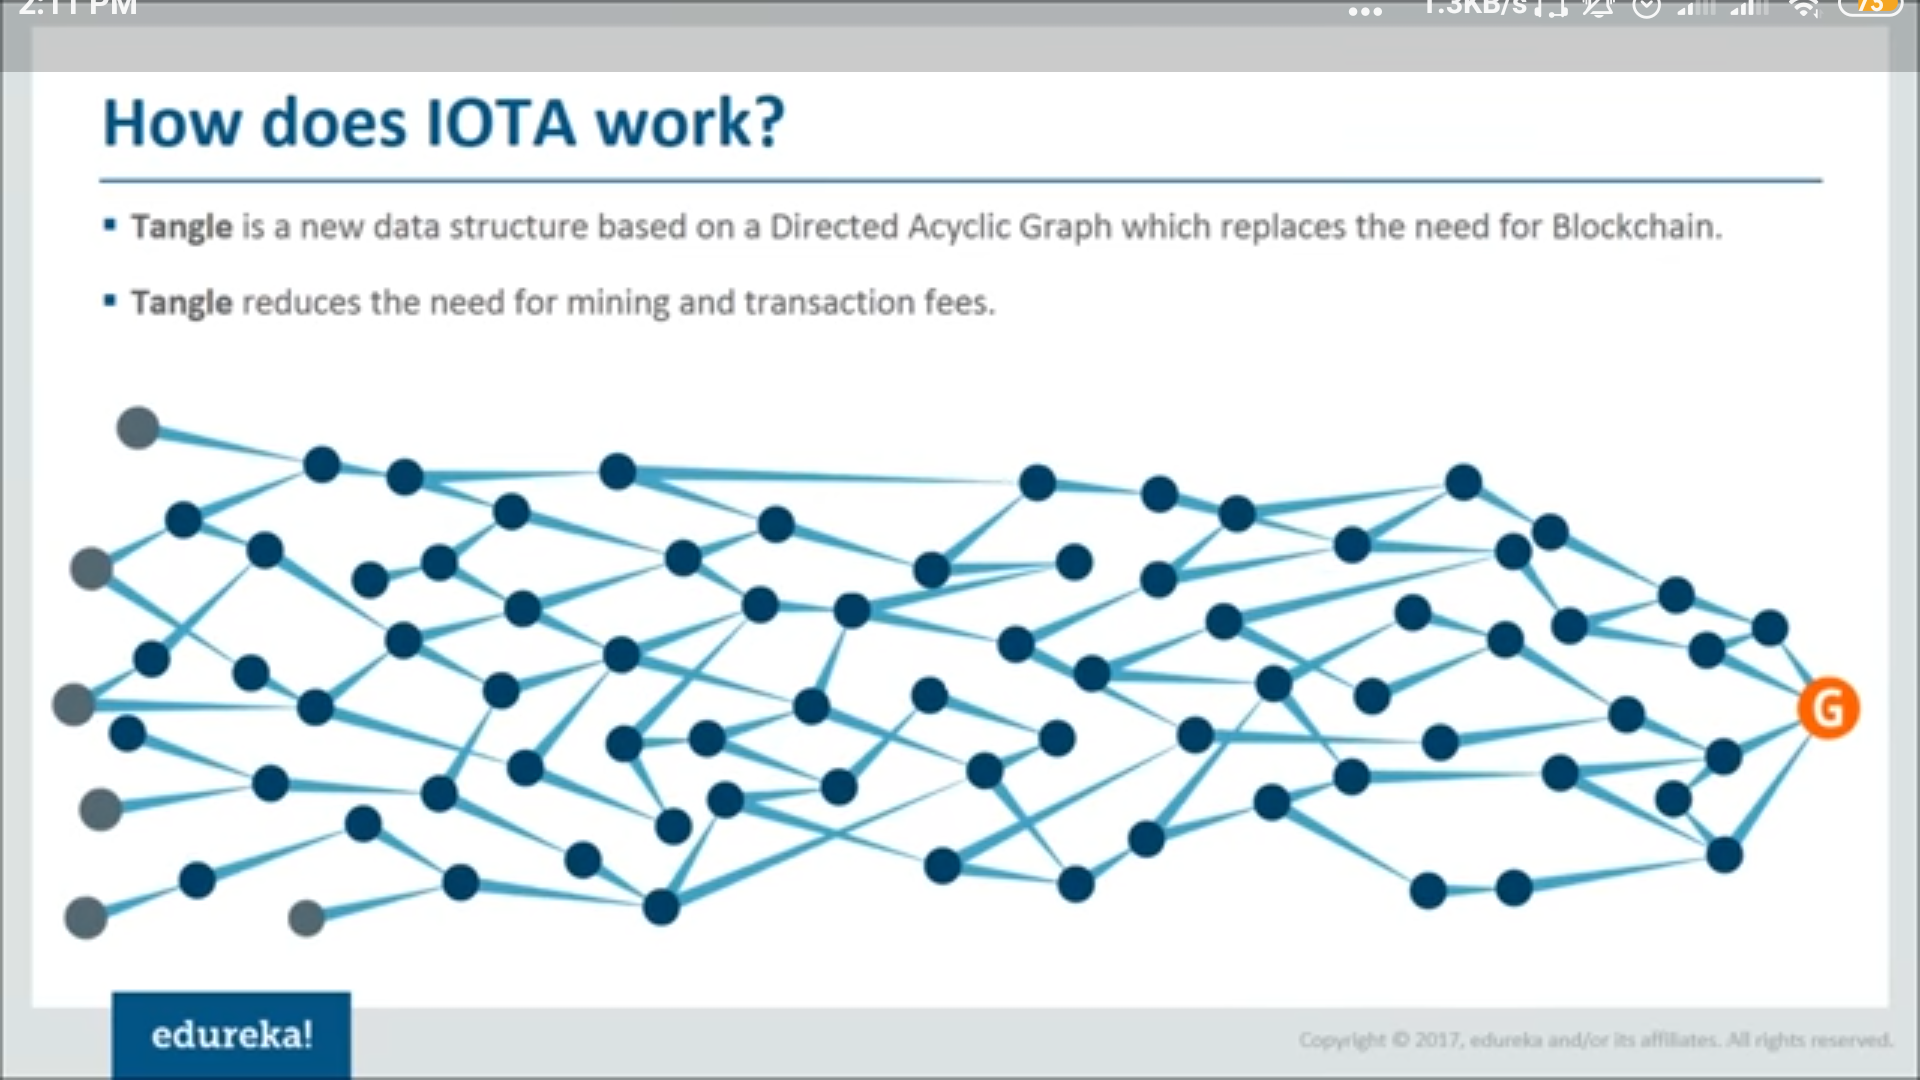 2:11 PM
... 1.3KB/s 73
How does IOTA work?
▪ Tangle is a new data structure based on a Directed Acyclic Graph which replaces the need for Blockchain.
▪ Tangle reduces the need for mining and transaction fees.
G
edureka!
Copyright © 2017, edureka and/or its affiliates. All rights reserved.